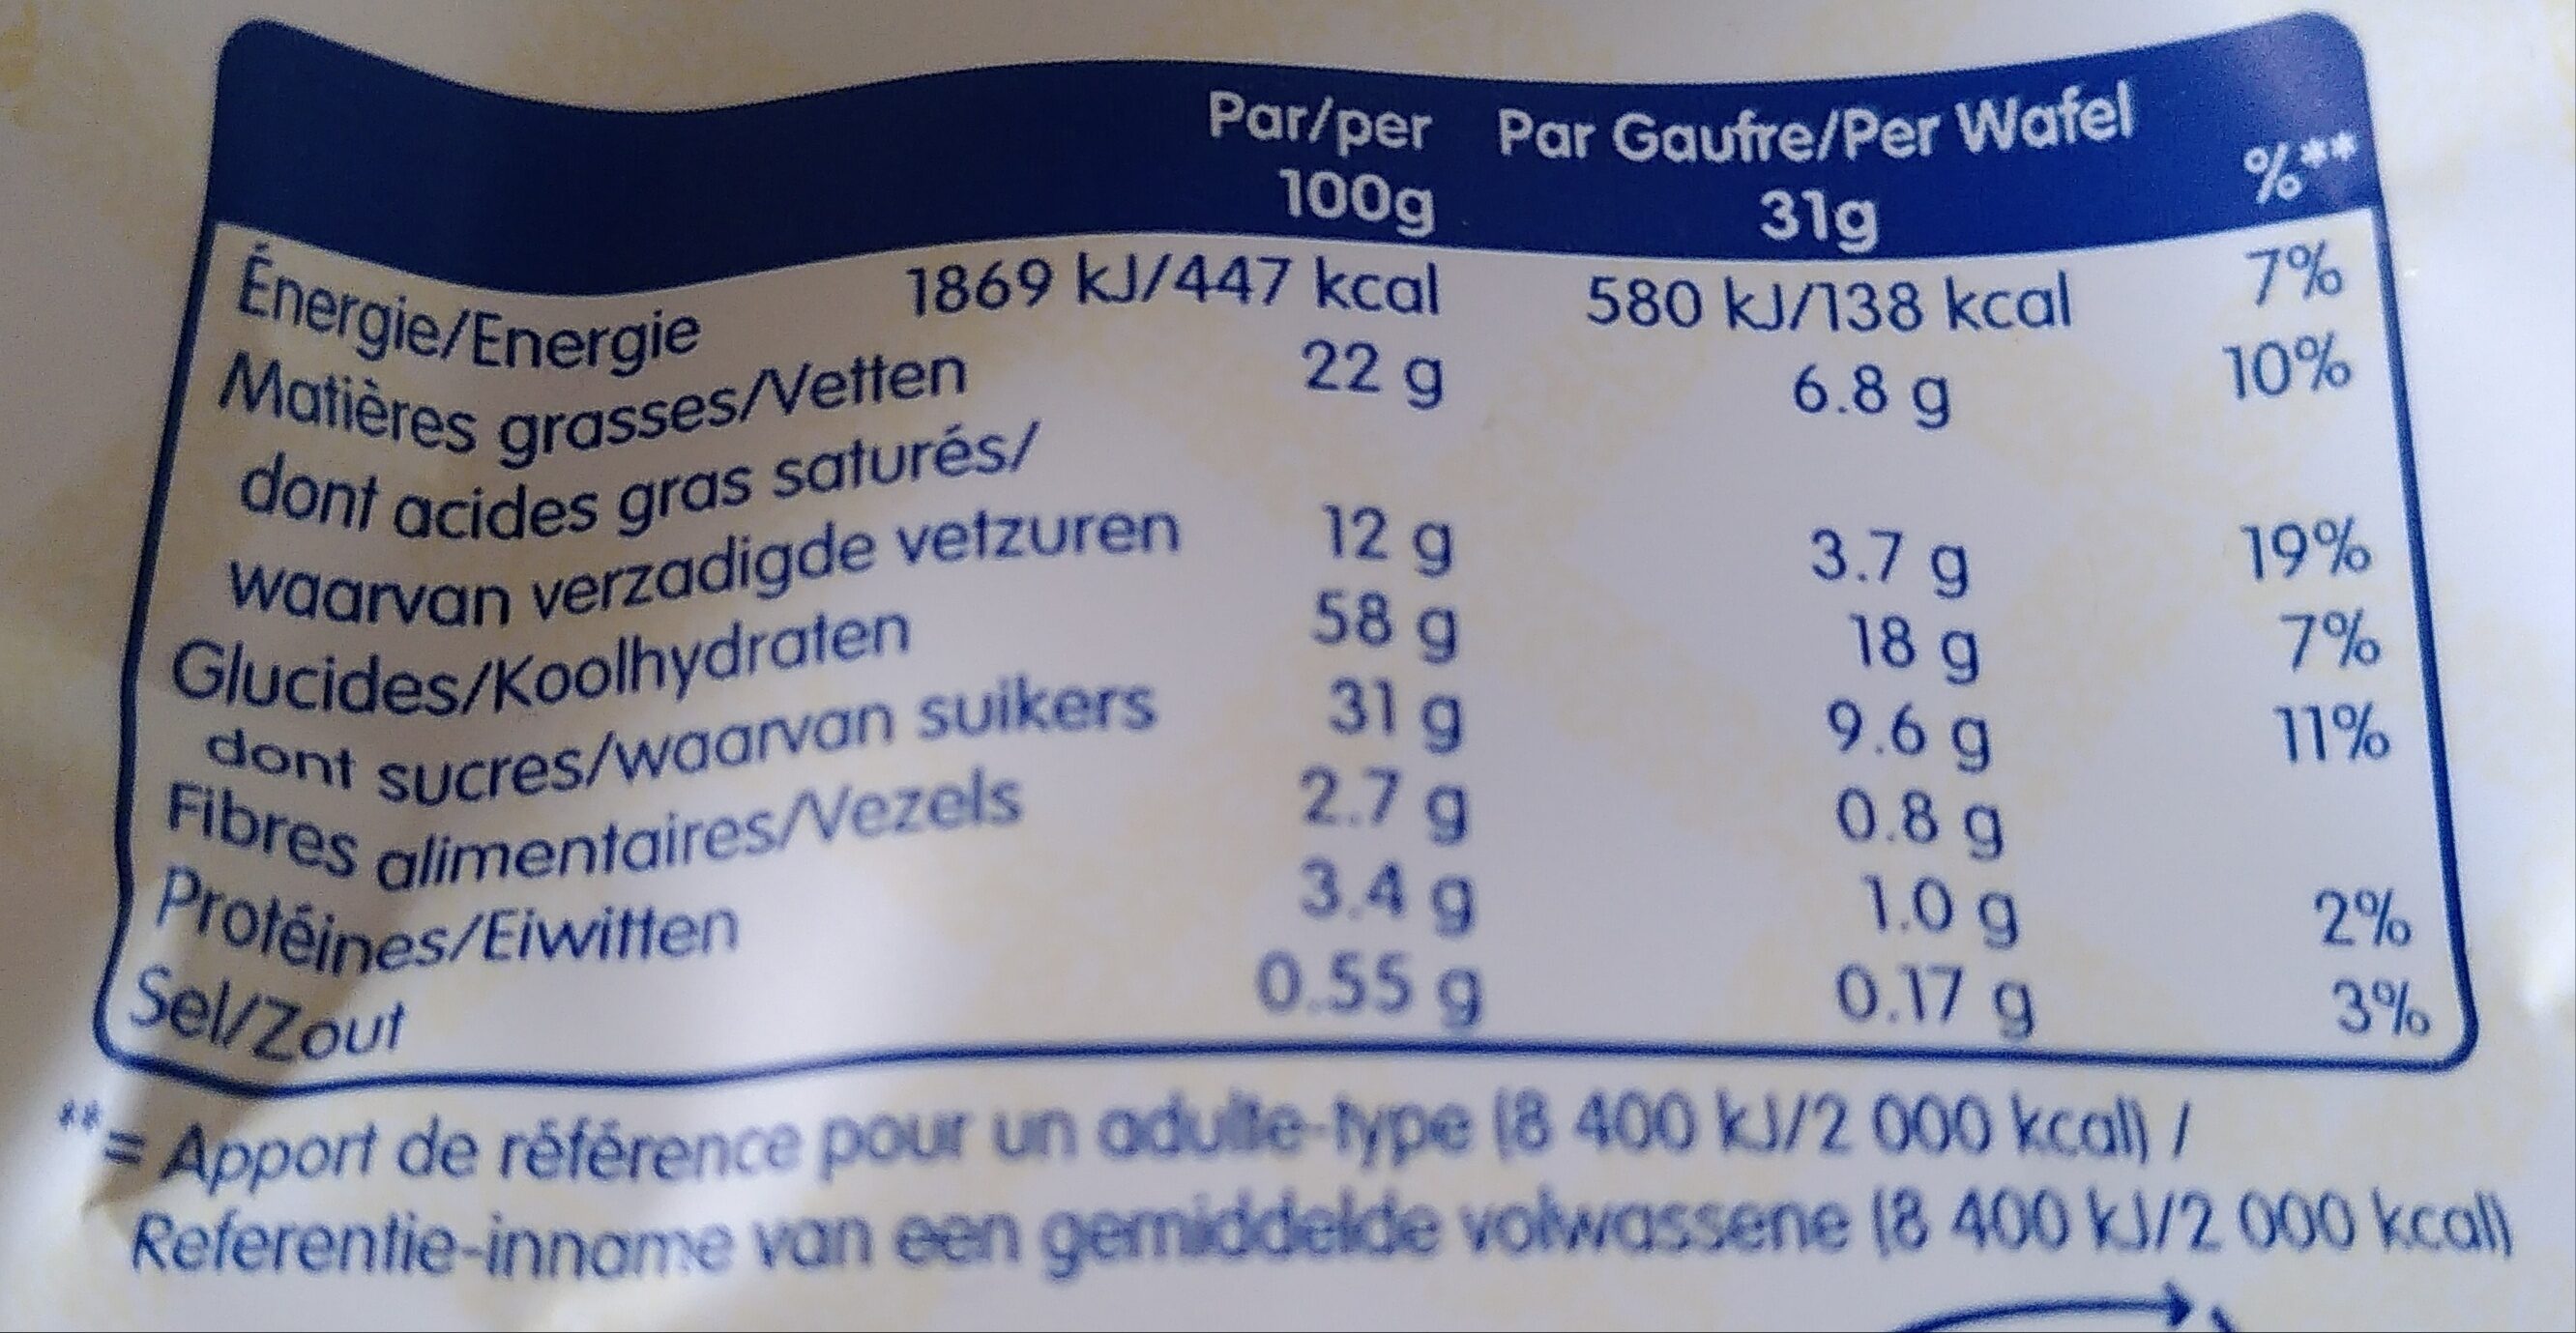 Par/per Par Gaufre/Per Wafel %**
100g 31g
Énergie/Energie 1869 kJ/447 kcal 580 kJ/138 kcal 7%
Matières grasses/Vetten 22 g 6.8 g 10%
dont acides gras saturés/
waarvan verzadigde vetzuren 12 g 3.7 g 19%
Glucides/Koolhydraten 58 g 18 g 7%
dont sucres/waarvan suikers 31 g 9.6 g 11%
Fibres alimentaires/Vezels 2.7 g 0.8 g
Protéines/Eiwitten 3.4 g 1.0 g 2%
Sel/Zout 0.55 g 0.17 g 3%
**= Apport de référence pour un adulte-type (8 400 kJ/2 000 kcal) /
Referentie-inname van een gemiddelde volwassene (8 400 kJ/2 000 kcal)